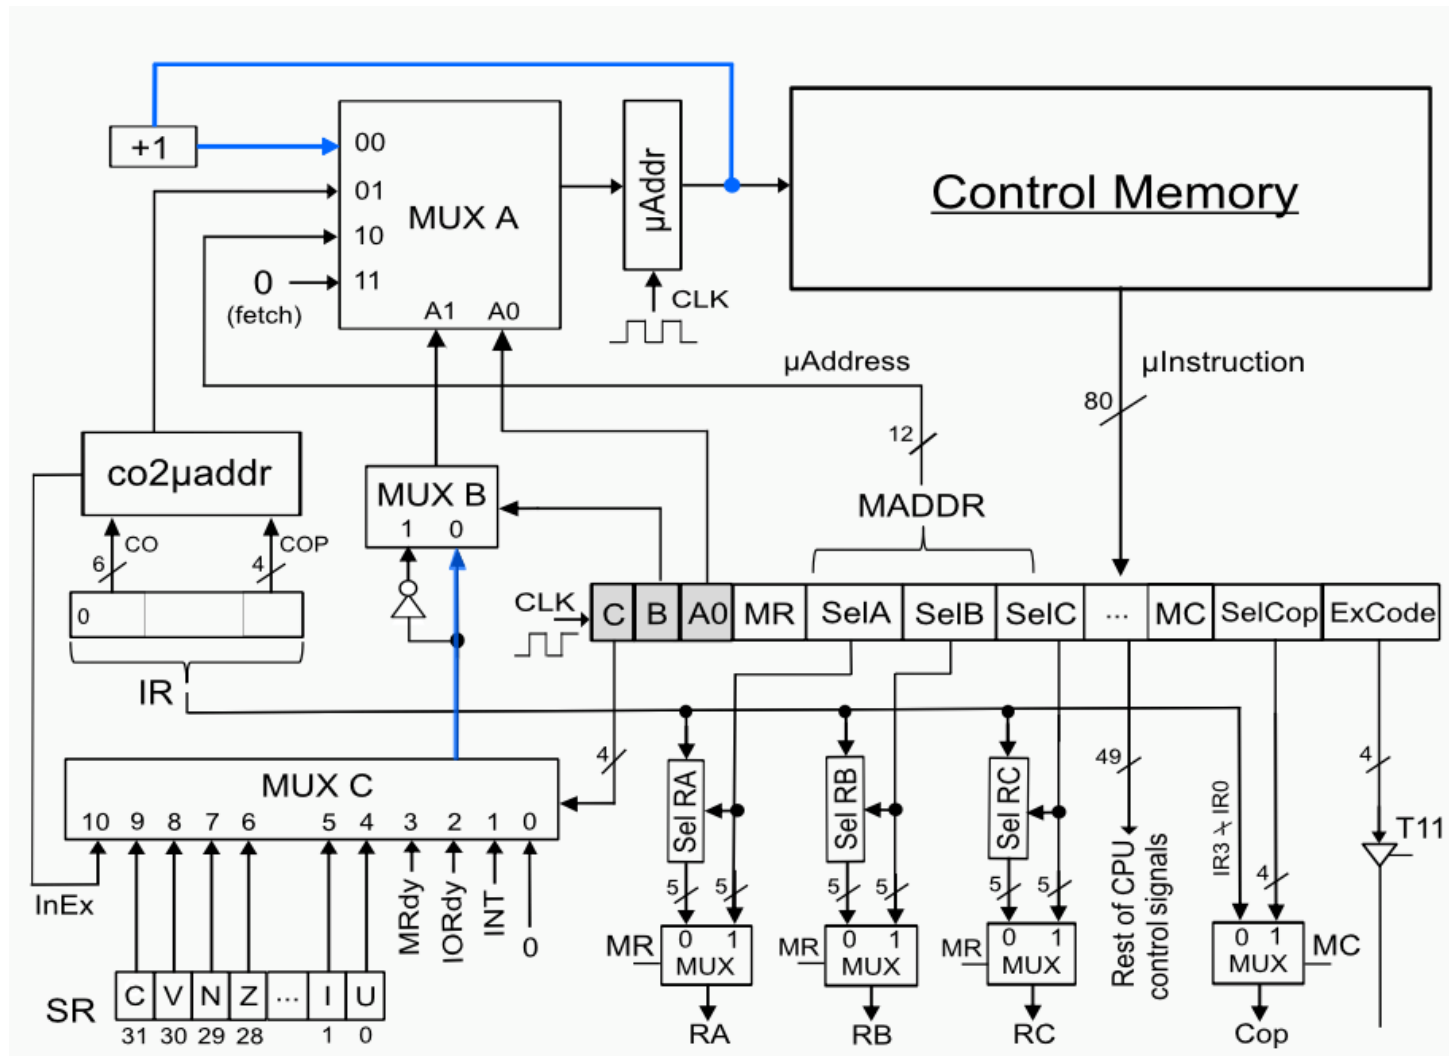 +1
00
01
10
11
MUX A
A1 A0
0
(fetch)
µAddr
CLK
Control Memory
µAddress
µInstruction
80
12
co2µaddr
MUX B
1 0
MADDR
6
CO
4
COP
0
IR
CLK
C B A0 MR SelA SelB SelC ... MC SelCop ExCode
MUX C
10 9 8 7 6 5 4 3 2 1 0
4
InEx
MRdy
IORdy
INT
0
SR
C V N Z ... I U
31 30 29 28 1 0
Sel RA
5 5
MR
0 1
MUX
RA
Sel RB
5 5
MR
0 1
MUX
RB
Sel RC
5 5
MR
0 1
MUX
RC
49
Rest of CPU
control signals
IR3 IR0
4
0 1
MUX
MC
Cop
4
T11